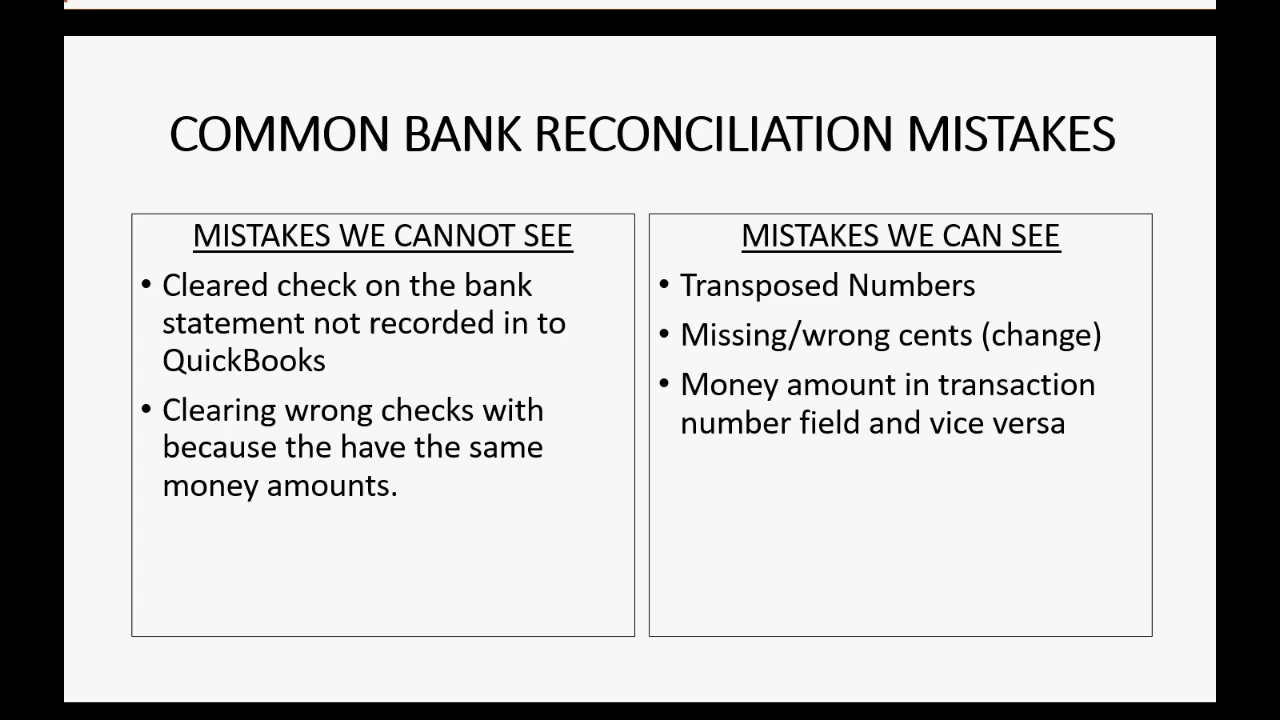 COMMON BANK RECONCILIATION MISTAKES
MISTAKES WE CANNOT SEE
• Cleared check on the bank
statement not recorded in to
QuickBooks
• Clearing wrong checks with
because the have the same
money amounts.
MISTAKES WE CAN SEE
• Transposed Numbers
• Missing/wrong cents (change)
• Money amount in transaction
number field and vice versa